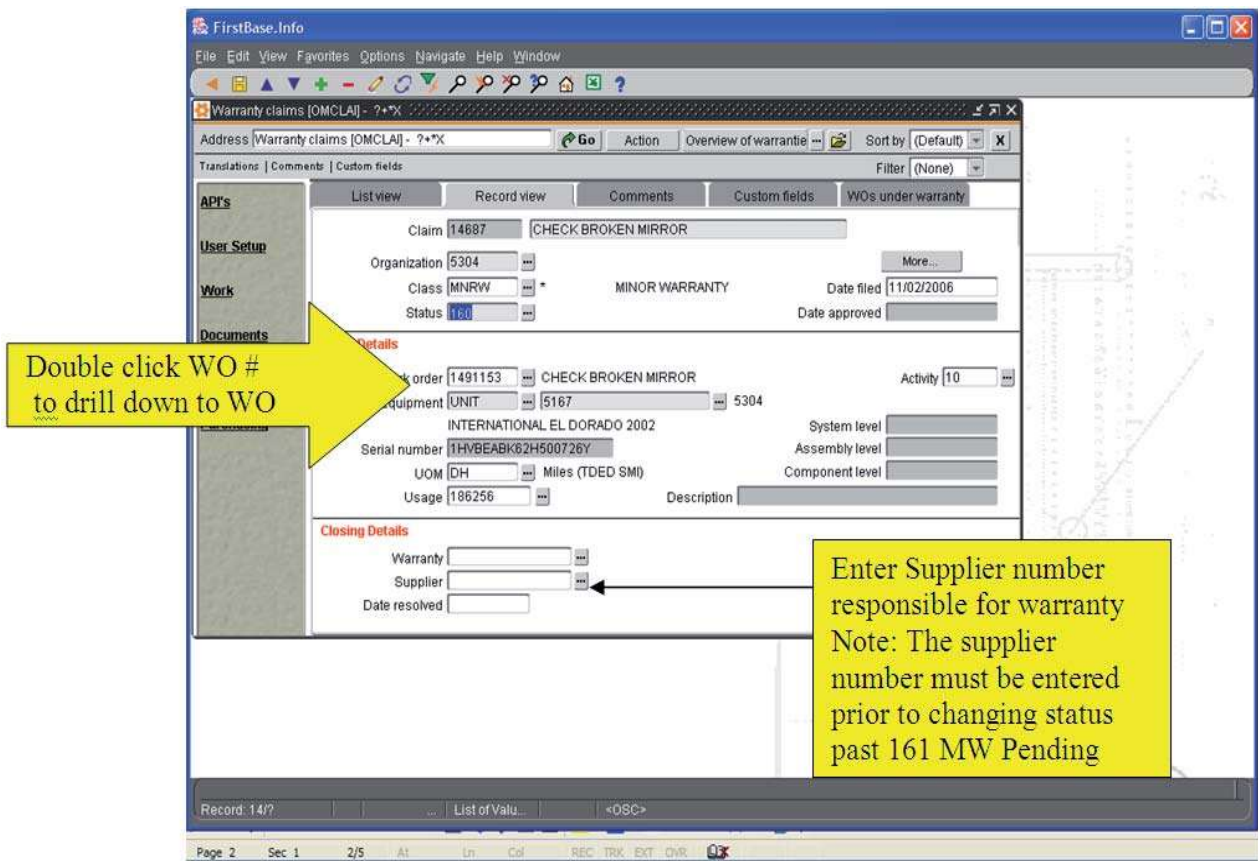 FirstBase.Info
File Edit View Favorites Options Navigate Help Window
Warranty claims [OMCLAI] - ?+*X
Address Warranty claims [OMCLAI] - ?+*X Go Action Overview of warrantie ... Sort by (Default) X
Translations | Comments | Custom fields Filter (None)
API's
User Setup
Work
Documents
List view Record view Comments Custom fields WOs under warranty
Claim 14687 CHECK BROKEN MIRROR
Organization 5304 ... More...
Class MNRW ... * MINOR WARRANTY Date filed 11/02/2006
Status 160 ... Date approved
Details
Work order 1491153 ... CHECK BROKEN MIRROR Activity 10 ...
Equipment UNIT ... 5167 ... 5304
INTERNATIONAL EL DORADO 2002 System level
Serial number 1HVBEABK62H500726Y Assembly level
UOM DH ... Miles (TDED SMI) Component level
Usage 186256 ... Description
Closing Details
Warranty ...
Supplier ...
Date resolved
Double click WO #
to drill down to WO
Enter Supplier number
responsible for warranty
Note: The supplier
number must be entered
prior to changing status
past 161 MW Pending
Record: 14/? ... List of Valu... <OSC>
Page 2 Sec 1 2/5 At Ln Col REC TRK EXT OVR